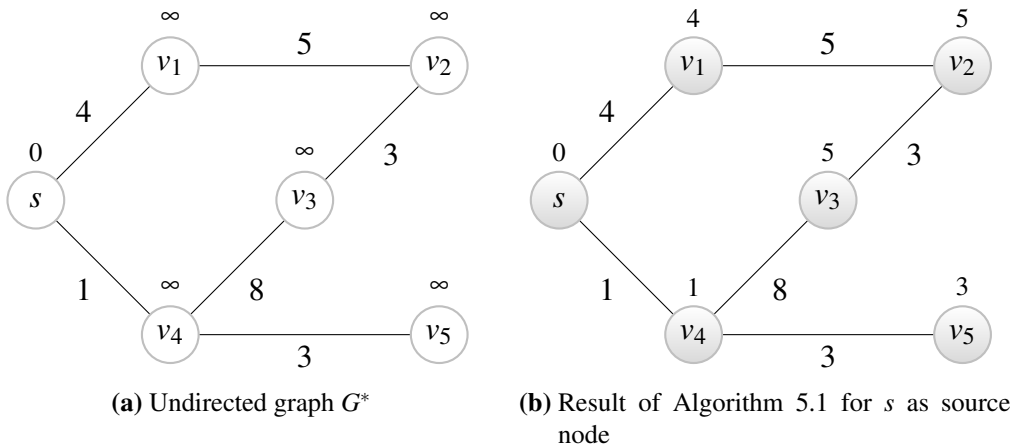 ∞ ∞ 4 5
v1 5 v2 v1 5 v2
4 4
0 ∞ 3 0 5 3
s v3 s v3
1 ∞ 8 ∞ 1 1 8 3
v4 3 v5 v4 3 v5
(a) Undirected graph G* (b) Result of Algorithm 5.1 for s as source
node